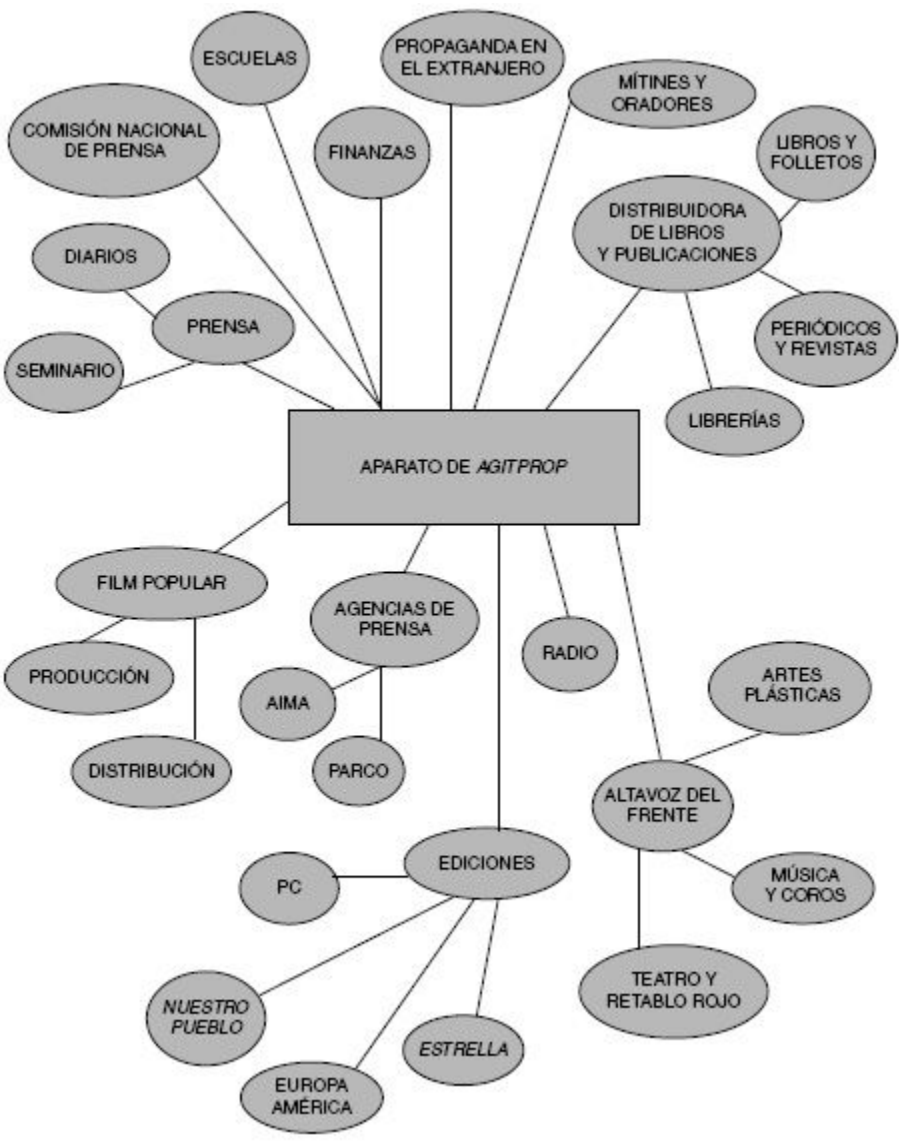 ESCUELAS
PROPAGANDA EN
EL EXTRANJERO
MÍTINES Y
ORADORES
COMISIÓN NACIONAL
DE PRENSA
FINANZAS
LIBROS Y
FOLLETOS
DISTRIBUIDORA
DE LIBROS
Y PUBLICACIONES
DIARIOS
PRENSA
PERIÓDICOS
Y REVISTAS
SEMINARIO
LIBRERÍAS
APARATO DE AGITPROP
FILM POPULAR
AGENCIAS DE
PRENSA
RADIO
PRODUCCIÓN
AIMA
ARTES
PLÁSTICAS
DISTRIBUCIÓN
PARCO
ALTAVOZ DEL
FRENTE
EDICIONES
PC
MÚSICA
Y COROS
NUESTRO
PUEBLO
TEATRO Y
RETABLO ROJO
ESTRELLA
EUROPA
AMÉRICA